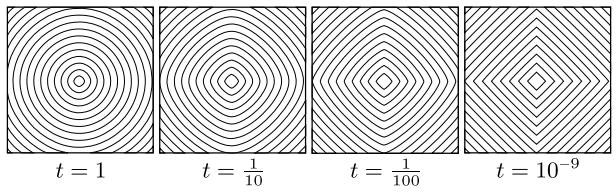 t = 1 t = 1/10 t = 1/100 t = 10⁻⁹